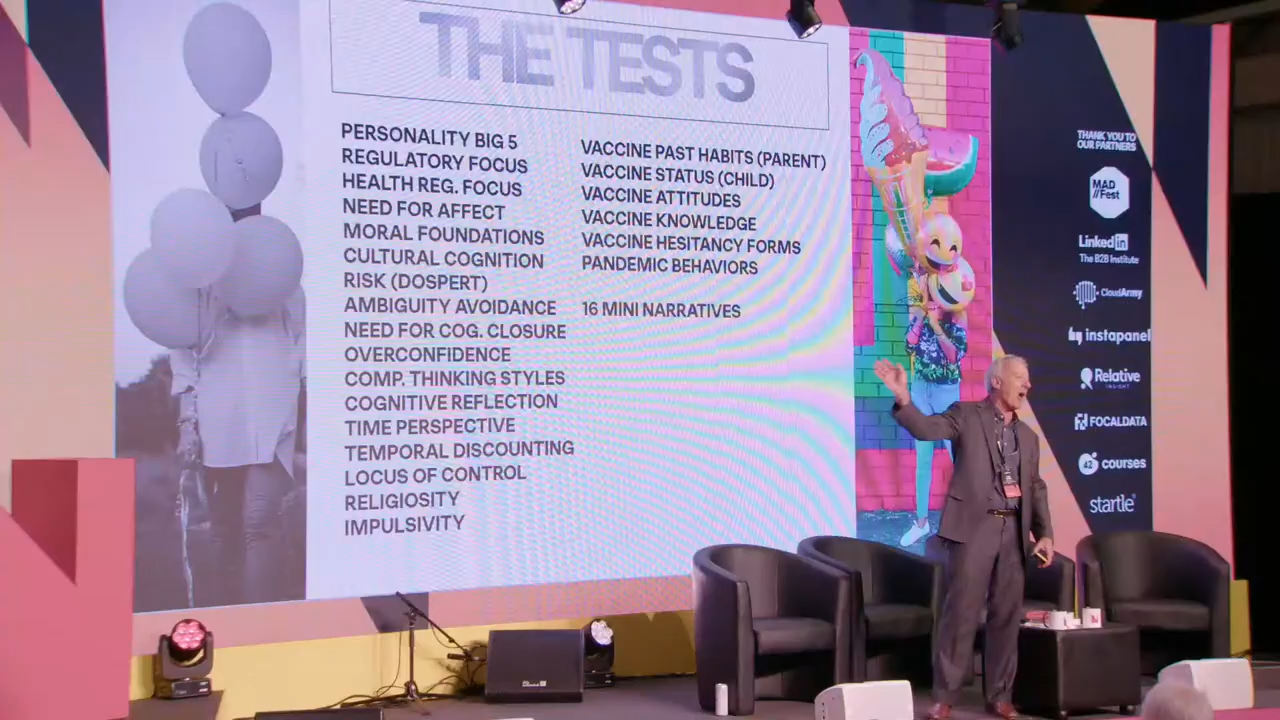 THE TESTS
PERSONALITY BIG 5
REGULATORY FOCUS
HEALTH REG. FOCUS
NEED FOR AFFECT
MORAL FOUNDATIONS
CULTURAL COGNITION
RISK (DOSPERT)
AMBIGUITY AVOIDANCE
NEED FOR COG. CLOSURE
OVERCONFIDENCE
COMP. THINKING STYLES
COGNITIVE REFLECTION
TIME PERSPECTIVE
TEMPORAL DISCOUNTING
LOCUS OF CONTROL
RELIGIOSITY
IMPULSIVITY
VACCINE PAST HABITS (PARENT)
VACCINE STATUS (CHILD)
VACCINE ATTITUDES
VACCINE KNOWLEDGE
VACCINE HESITANCY FORMS
PANDEMIC BEHAVIORS
16 MINI NARRATIVES
THANK YOU TO
OUR PARTNERS
MAD
//Fest
Linkedin
The B2B Institute
CloudArmy
instapanel
Relative
INSIGHT
FOCALDATA
42 courses
startle